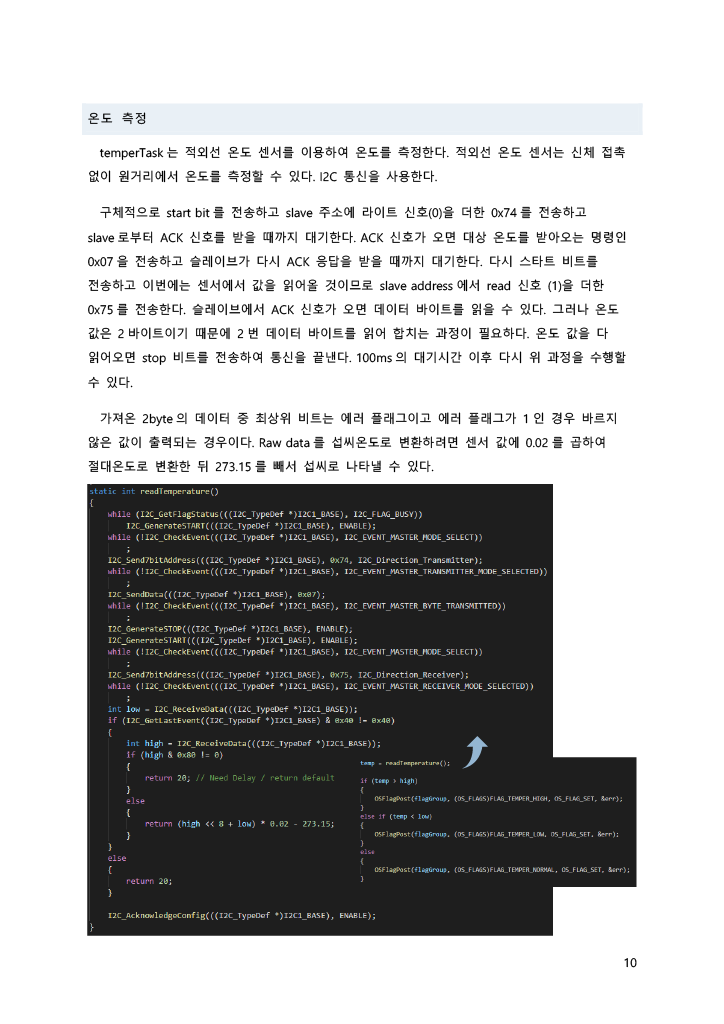 온도 측정
temperTask 는 적외선 온도 센서를 이용하여 온도를 측정한다. 적외선 온도 센서는 신체 접촉
없이 원거리에서 온도를 측정할 수 있다. I2C 통신을 사용한다.
구체적으로 start bit 를 전송하고 slave 주소에 라이트 신호(0)을 더한 0x74 를 전송하고
slave 로부터 ACK 신호를 받을 때까지 대기한다. ACK 신호가 오면 대상 온도를 받아오는 명령인
0x07 을 전송하고 슬레이브가 다시 ACK 응답을 받을 때까지 대기한다. 다시 스타트 비트를
전송하고 이번에는 센서에서 값을 읽어올 것이므로 slave address 에서 read 신호 (1)을 더한
0x75 를 전송한다. 슬레이브에서 ACK 신호가 오면 데이터 바이트를 읽을 수 있다. 그러나 온도
값은 2 바이트이기 때문에 2 번 데이터 바이트를 읽어 합치는 과정이 필요하다. 온도 값을 다
읽어오면 stop 비트를 전송하여 통신을 끝낸다. 100ms 의 대기시간 이후 다시 위 과정을 수행할
수 있다.
가져온 2byte 의 데이터 중 최상위 비트는 에러 플래그이고 에러 플래그가 1 인 경우 바르지
않은 값이 출력되는 경우이다. Raw data 를 섭씨온도로 변환하려면 센서 값에 0.02 를 곱하여
절대온도로 변환한 뒤 273.15 를 빼서 섭씨로 나타낼 수 있다.
static int readTemperature()
{
while (I2C_GetFlagStatus(((I2C_TypeDef *)I2C1_BASE), I2C_FLAG_BUSY))
I2C_GenerateSTART(((I2C_TypeDef *)I2C1_BASE), ENABLE);
while (!I2C_CheckEvent(((I2C_TypeDef *)I2C1_BASE), I2C_EVENT_MASTER_MODE_SELECT))
;
I2C_Send7bitAddress(((I2C_TypeDef *)I2C1_BASE), 0x74, I2C_Direction_Transmitter);
while (!I2C_CheckEvent(((I2C_TypeDef *)I2C1_BASE), I2C_EVENT_MASTER_TRANSMITTER_MODE_SELECTED))
;
I2C_SendData(((I2C_TypeDef *)I2C1_BASE), 0x07);
while (!I2C_CheckEvent(((I2C_TypeDef *)I2C1_BASE), I2C_EVENT_MASTER_BYTE_TRANSMITTED))
;
I2C_GenerateSTOP(((I2C_TypeDef *)I2C1_BASE), ENABLE);
I2C_GenerateSTART(((I2C_TypeDef *)I2C1_BASE), ENABLE);
while (!I2C_CheckEvent(((I2C_TypeDef *)I2C1_BASE), I2C_EVENT_MASTER_MODE_SELECT))
;
I2C_Send7bitAddress(((I2C_TypeDef *)I2C1_BASE), 0x75, I2C_Direction_Receiver);
while (!I2C_CheckEvent(((I2C_TypeDef *)I2C1_BASE), I2C_EVENT_MASTER_RECEIVER_MODE_SELECTED))
;
int low = I2C_ReceiveData(((I2C_TypeDef *)I2C1_BASE));
if (I2C_GetLastEvent((I2C_TypeDef *)I2C1_BASE) & 0x40 != 0x40)
{
int high = I2C_ReceiveData(((I2C_TypeDef *)I2C1_BASE));
if (high & 0x80 != 0)
{
return 20; // Need Delay / return default
}
else
{
return (high << 8 + low) * 0.02 - 273.15;
}
}
else
{
return 20;
}
I2C_AcknowledgeConfig(((I2C_TypeDef *)I2C1_BASE), ENABLE);
}
temp = readTemperature();
if (temp > high)
{
OSFlagPost(flagGroup, (OS_FLAGS)FLAG_TEMPER_HIGH, OS_FLAG_SET, &err);
}
else if (temp < low)
{
OSFlagPost(flagGroup, (OS_FLAGS)FLAG_TEMPER_LOW, OS_FLAG_SET, &err);
}
else
{
OSFlagPost(flagGroup, (OS_FLAGS)FLAG_TEMPER_NORMAL, OS_FLAG_SET, &err);
}
10